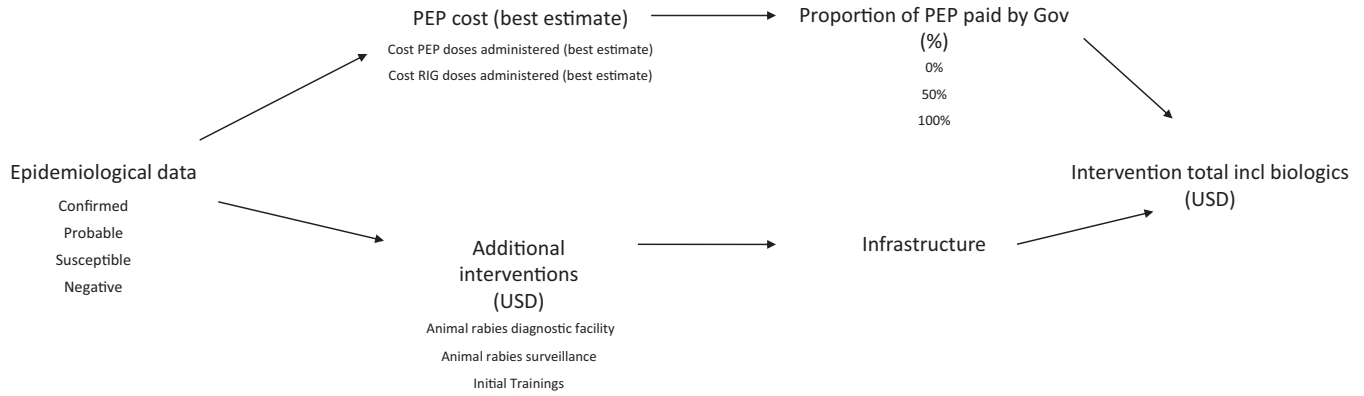 PEP cost (best estimate)
Cost PEP doses administered (best estimate)
Cost RIG doses administered (best estimate)
Proportion of PEP paid by Gov
(%)
0%
50%
100%
Epidemiological data
Confirmed
Probable
Susceptible
Negative
Additional
interventions
(USD)
Animal rabies diagnostic facility
Animal rabies surveillance
Initial Trainings
Infrastructure
Intervention total incl biologics
(USD)